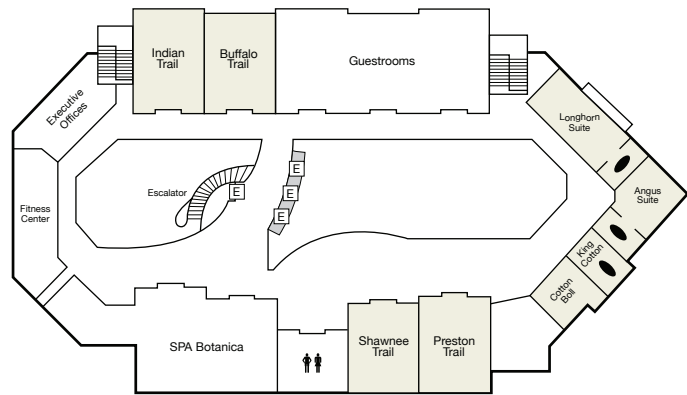 Indian
Trail
Buffalo
Trail
Guestrooms
Executive
Offices
Longhorn
Suite
Fitness
Center
Escalator
E
E
E
E
Angus
Suite
King
Cotton
Cotton
Boll
SPA Botanica
Shawnee
Trail
Preston
Trail